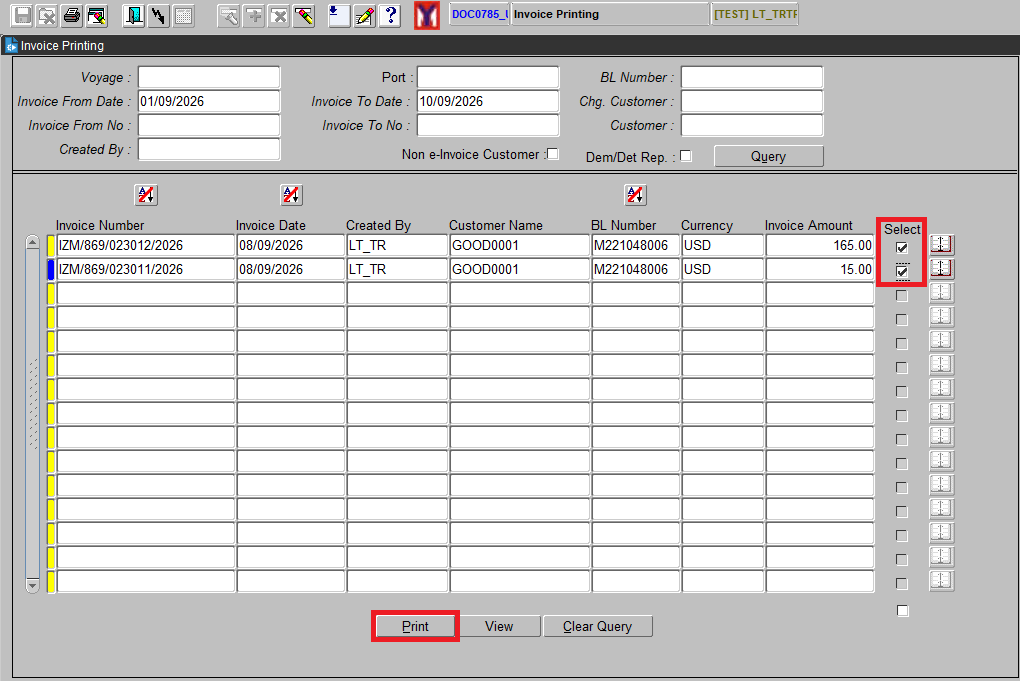 DOC0785_U Invoice Printing [TEST] LT_TRTR
Invoice Printing
Voyage : Port : BL Number :
Invoice From Date : 01/09/2026 Invoice To Date : 10/09/2026 Chg. Customer :
Invoice From No : Invoice To No : Customer :
Created By : Non e-Invoice Customer : Dem/Det Rep. : Query
Invoice Number Invoice Date Created By Customer Name BL Number Currency Invoice Amount Select
IZM/869/023012/2026 08/09/2026 LT_TR GOOD0001 M221048006 USD 165.00
IZM/869/023011/2026 08/09/2026 LT_TR GOOD0001 M221048006 USD 15.00
Print View Clear Query